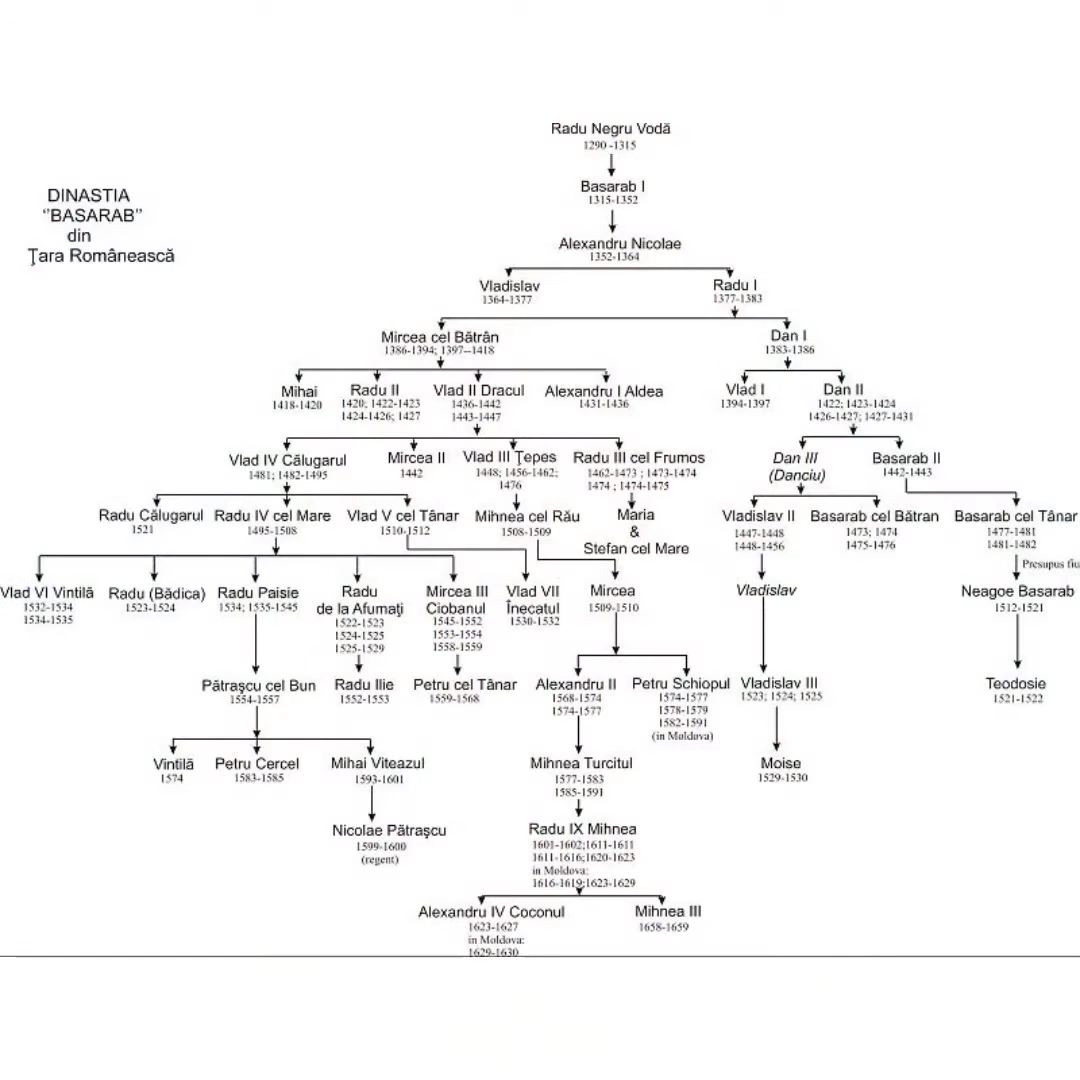 Radu Negru Vodă
1290 -1315
DINASTIA
"BASARAB"
din
Ţara Românească
Basarab I
1315-1352
Alexandru Nicolae
1352-1364
Vladislav
1364-1377
Radu I
1377-1383
Mircea cel Bătrân
1386-1394; 1397--1418
Dan I
1383-1386
Mihai
1418-1420
Radu II
1420; 1422-1423
1424-1426; 1427
Vlad II Dracul
1436-1442
1443-1447
Alexandru I Aldea
1431-1436
Vlad I
1394-1397
Dan II
1422; 1423-1424
1426-1427; 1427-1431
Vlad IV Călugarul
1481; 1482-1495
Mircea II
1442
Vlad III Ţepes
1448; 1456-1462;
1476
Radu III cel Frumos
1462-1473 ; 1473-1474
1474 ; 1474-1475
Dan III
(Danciu)
Basarab II
1442-1443
Radu Călugarul
1521
Radu IV cel Mare
1495-1508
Vlad V cel Tânar
1510-1512
Mihnea cel Rău
1508-1509
Maria
&
Stefan cel Mare
Vladislav II
1447-1448
1448-1456
Basarab cel Bătran
1473; 1474
1475-1476
Basarab cel Tânar
1477-1481
1481-1482
Presupus fiu
Vlad VI Vintilă
1532-1534
1534-1535
Radu (Bădica)
1523-1524
Radu Paisie
1534; 1535-1545
Radu
de la Afumaţi
1522-1523
1524-1525
1525-1529
Mircea III
Ciobanul
1545-1552
1553-1554
1558-1559
Vlad VII
Înecatul
1530-1532
Mircea
1509-1510
Vladislav
Neagoe Basarab
1512-1521
Pătraşcu cel Bun
1554-1557
Radu Ilie
1552-1553
Petru cel Tânar
1559-1568
Alexandru II
1568-1574
1574-1577
Petru Schiopul
1574-1577
1578-1579
1582-1591
(in Moldova)
Vladislav III
1523; 1524; 1525
Teodosie
1521-1522
Vintilă
1574
Petru Cercel
1583-1585
Mihai Viteazul
1593-1601
Mihnea Turcitul
1577-1583
1585-1591
Moise
1529-1530
Nicolae Pătraşcu
1599-1600
(regent)
Radu IX Mihnea
1601-1602;1611-1611
1611-1616;1620-1623
in Moldova:
1616-1619;1623-1629
Alexandru IV Coconul
1623-1627
in Moldova:
1629-1630
Mihnea III
1658-1659